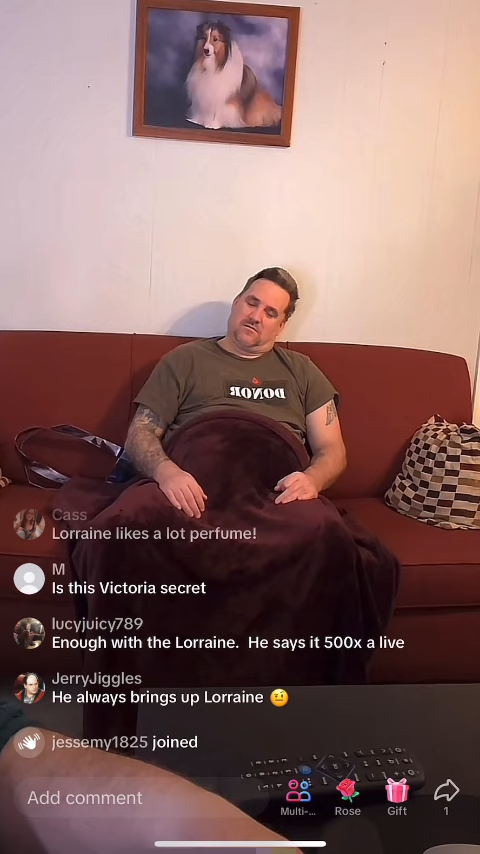 DONOR
Cass
Lorraine likes a lot perfume!
M
Is this Victoria secret
lucyjuicy789
Enough with the Lorraine.  He says it 500x a live
JerryJiggles
He always brings up Lorraine 🤨
jessemy1825 joined
Add comment
Multi-...
Rose
Gift
1